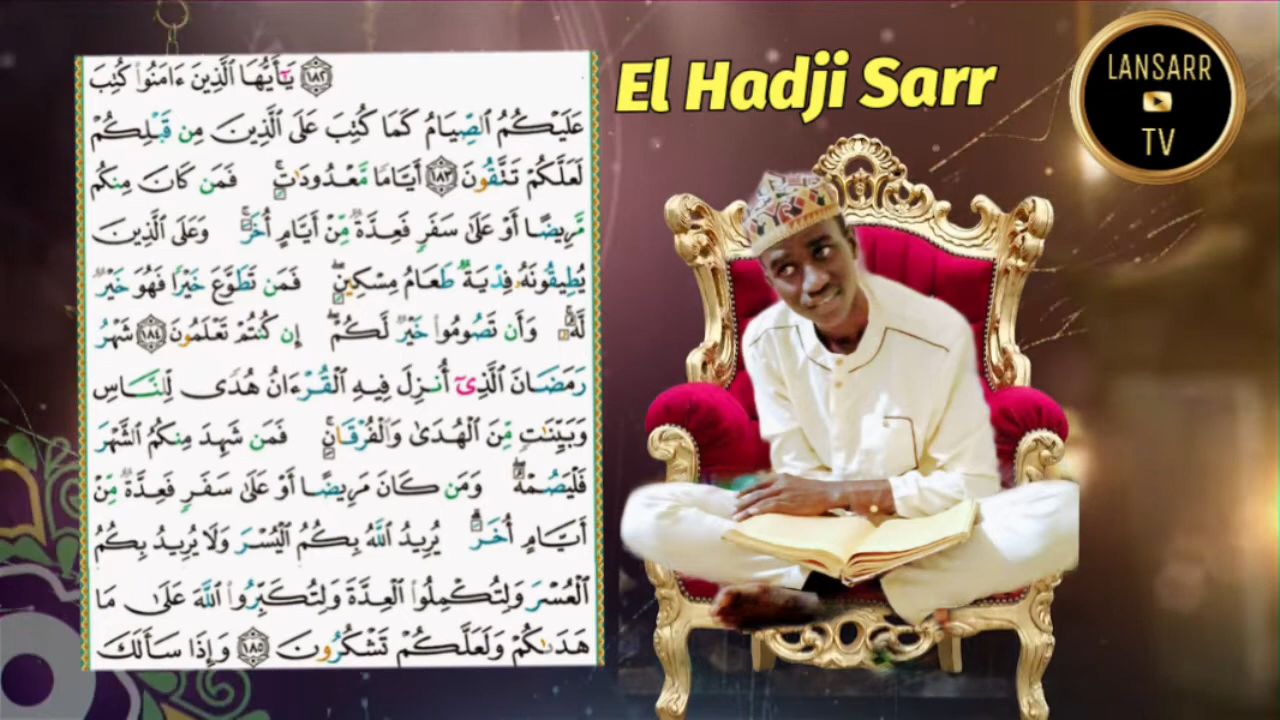 ﴿١٨٢﴾ يَٰٓأَيُّهَا ٱلَّذِينَ ءَامَنُوا۟ كُتِبَ
عَلَيْكُمُ ٱلصِّيَامُ كَمَا كُتِبَ عَلَى ٱلَّذِينَ مِن قَبْلِكُمْ
لَعَلَّكُمْ تَتَّقُونَ ﴿١٨٣﴾ أَيَّامًا مَّعْدُودَٰتٍ ۚ فَمَن كَانَ مِنكُم
مَّرِيضًا أَوْ عَلَىٰ سَفَرٍ فَعِدَّةٌ مِّنْ أَيَّامٍ أُخَرَ ۚ وَعَلَى ٱلَّذِينَ
يُطِيقُونَهُۥ فِدْيَةٌ طَعَامُ مِسْكِينٍ ۖ فَمَن تَطَوَّعَ خَيْرًا فَهُوَ خَيْرٌ
لَّهُۥ ۚ وَأَن تَصُومُوا۟ خَيْرٌ لَّكُمْ ۖ إِن كُنتُمْ تَعْلَمُونَ ﴿١٨٤﴾ شَهْرُ
رَمَضَانَ ٱلَّذِىٓ أُنزِلَ فِيهِ ٱلْقُرْءَانُ هُدًى لِّلنَّاسِ
وَبَيِّنَٰتٍ مِّنَ ٱلْهُدَىٰ وَٱلْفُرْقَانِ ۚ فَمَن شَهِدَ مِنكُمُ ٱلشَّهْرَ
فَلْيَصُمْهُ ۖ وَمَن كَانَ مَرِيضًا أَوْ عَلَىٰ سَفَرٍ فَعِدَّةٌ مِّنْ
أَيَّامٍ أُخَرَ ۗ يُرِيدُ ٱللَّهُ بِكُمُ ٱلْيُسْرَ وَلَا يُرِيدُ بِكُمُ
ٱلْعُسْرَ وَلِتُكْمِلُوا۟ ٱلْعِدَّةَ وَلِتُكَبِّرُوا۟ ٱللَّهَ عَلَىٰ مَا
هَدَىٰكُمْ وَلَعَلَّكُمْ تَشْكُرُونَ ﴿١٨٥﴾ وَإِذَا سَأَلَكَ
El Hadji Sarr
LANSARR
TV